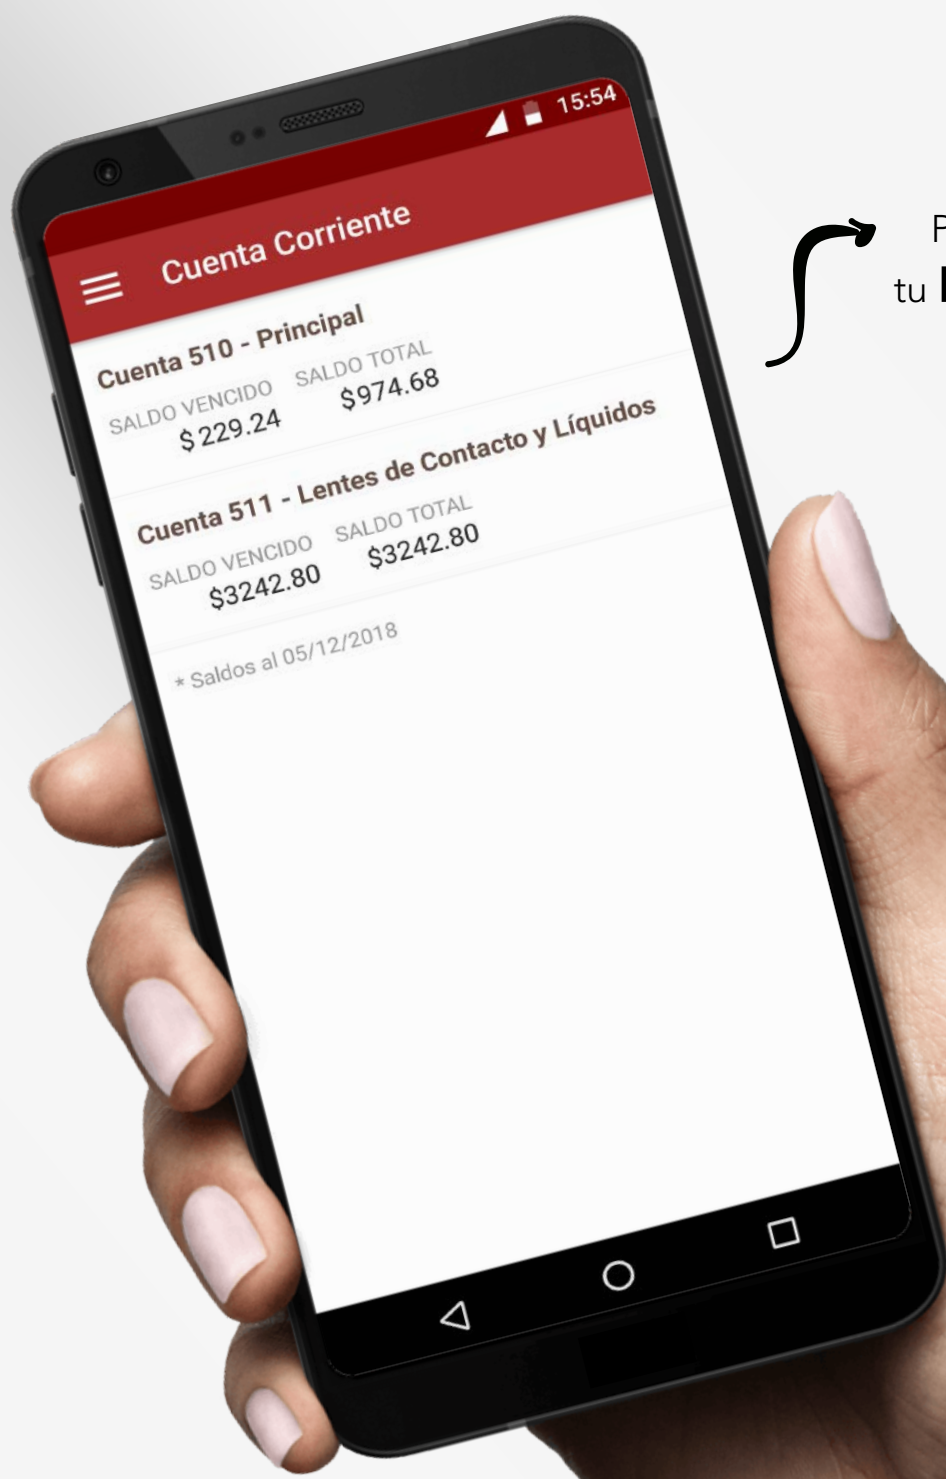 15:54
Cuenta Corriente
Cuenta 510 - Principal
SALDO VENCIDO SALDO TOTAL
$229.24 $974.68
Cuenta 511 - Lentes de Contacto y Líquidos
SALDO VENCIDO SALDO TOTAL
$3242.80 $3242.80
* Saldos al 05/12/2018
tu